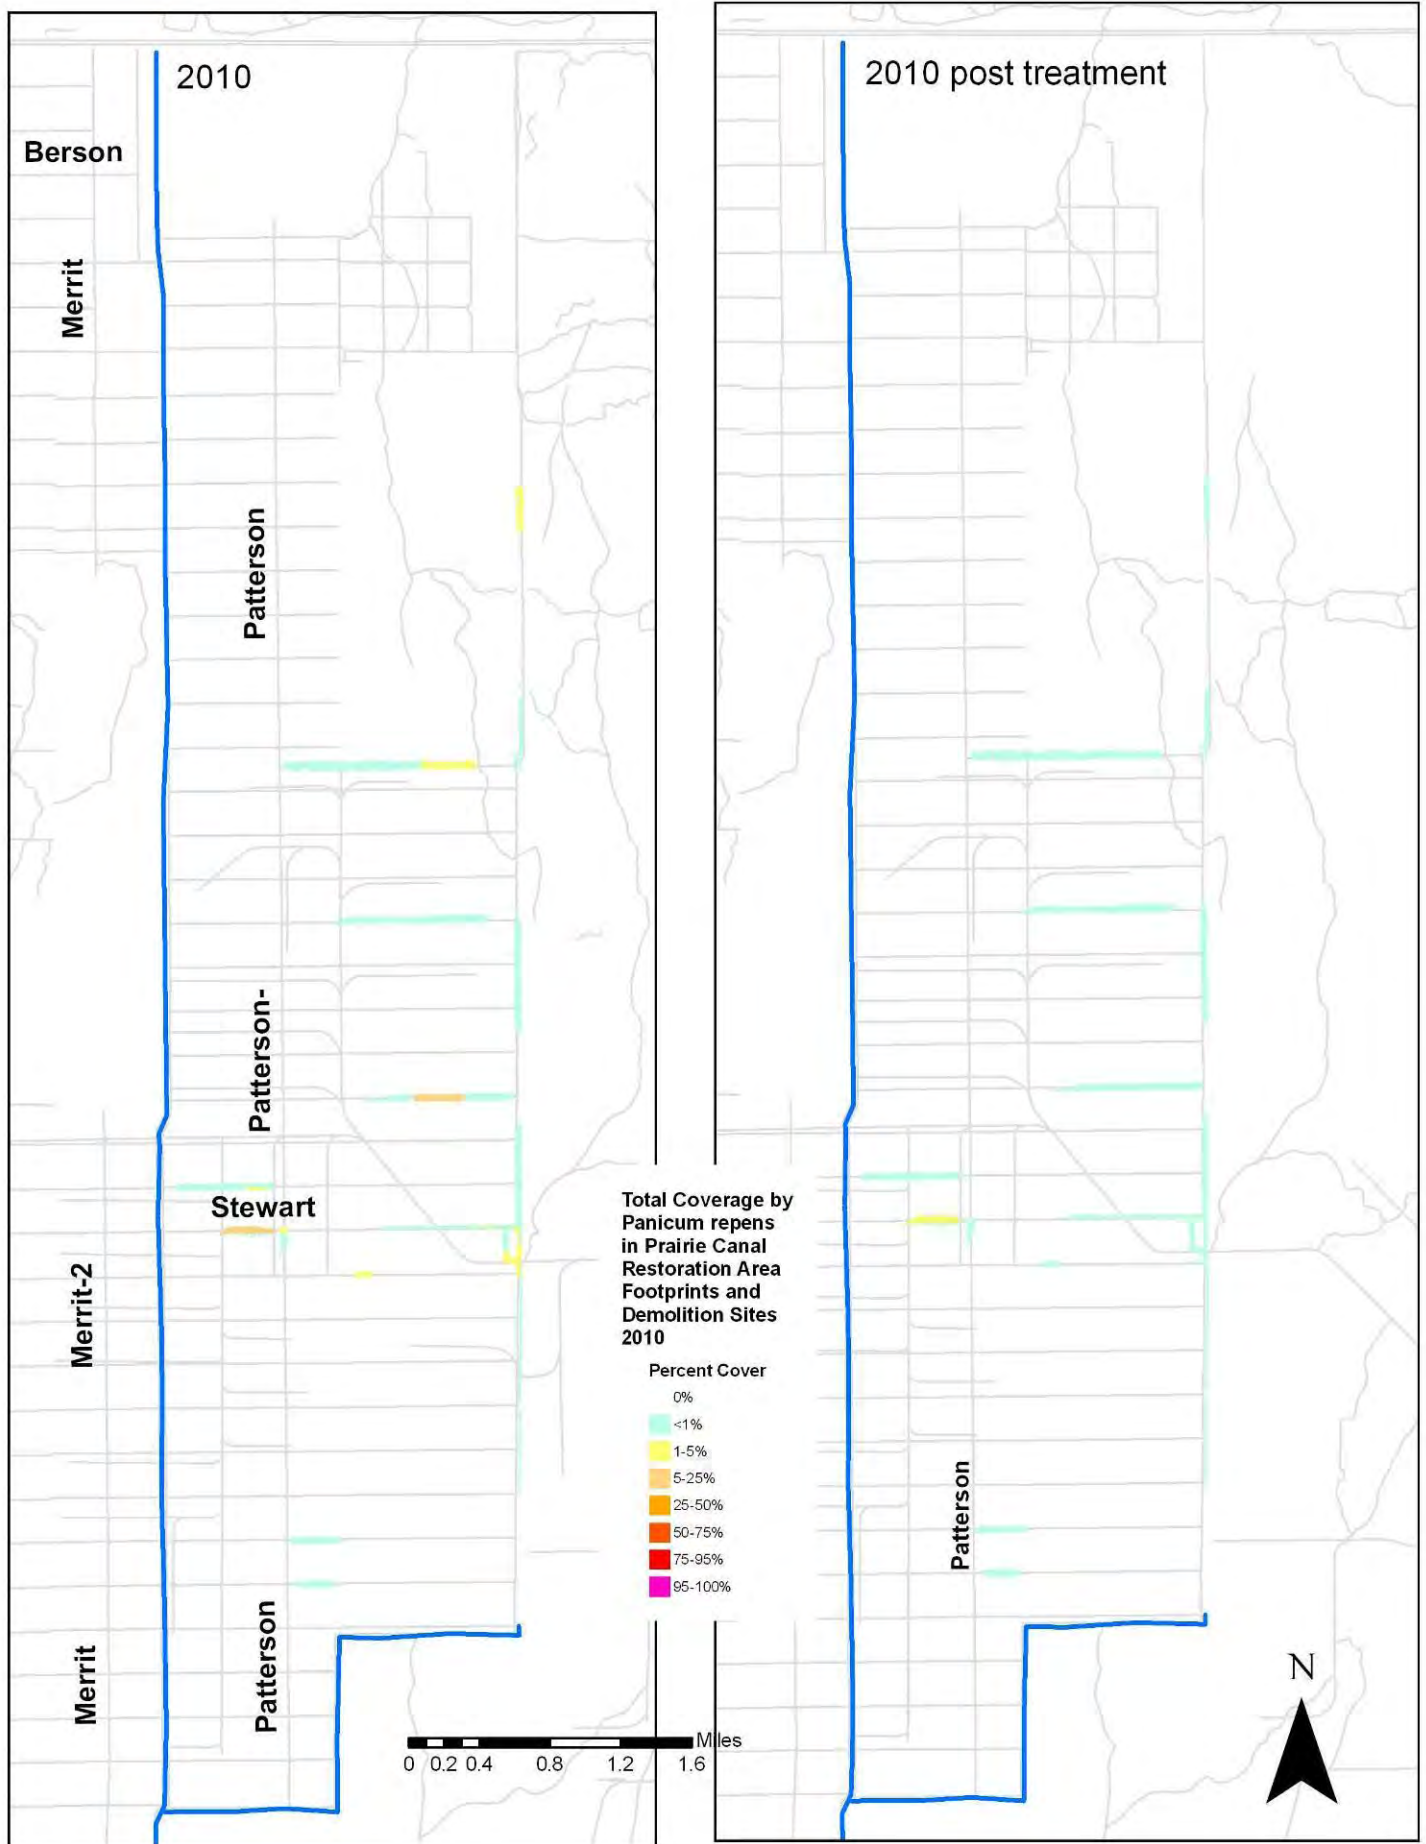 2010
2010 post treatment
Berson
Merrit
Patterson
Patterson-
Stewart
Merrit-2
Patterson
Merrit
Patterson
Total Coverage by
Panicum repens
in Prairie Canal
Restoration Area
Footprints and
Demolition Sites
2010
Percent Cover
0%
<1%
1-5%
5-25%
25-50%
50-75%
75-95%
95-100%
N
Miles
0 0.2 0.4 0.8 1.2 1.6